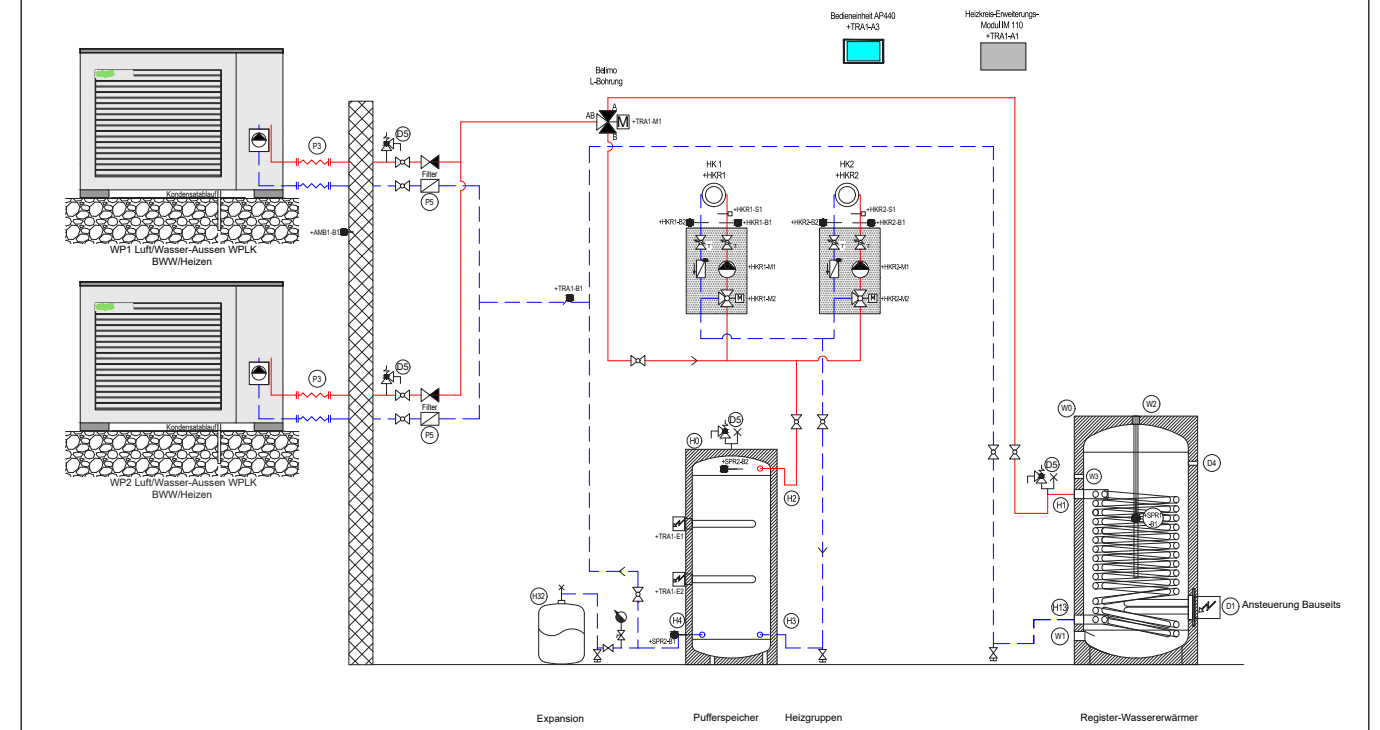 Bedieneinheit AP440
+TRA1-A3
Heizkreis-Erweiterungs-
Modul IM 110
+TRA1-A1
Belimo
L-Bohrung
A
AB
M
+TRA1-M1
B
P3
D5
Filter
P5
Kondensatablauf
+AMB1-B1
WP1 Luft/Wasser-Aussen WPLK
BWW/Heizen
HK 1
+HKR1
HK2
+HKR2
+HKR1-S1
+HKR1-B2
+HKR1-B1
+HKR2-S1
+HKR2-B2
+HKR2-B1
T
T
T
T
+HKR1-M1
+HKR2-M1
M
+HKR1-M2
M
+HKR2-M2
+TRA1-B1
P3
D5
Filter
P5
Kondensatablauf
WP2 Luft/Wasser-Aussen WPLK
BWW/Heizen
D5
H0
+SPR2-B2
H2
+TRA1-E1
+TRA1-E2
H32
H4
H3
+SPR2-B1
W0
W2
D4
D5
W3
H1
+SPR1
-B1
H13
D1
Ansteuerung Bauseits
W1
Expansion
Pufferspeicher
Heizgruppen
Register-Wassererwärmer